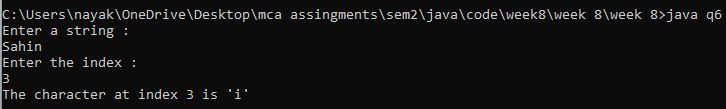 C:\Users\nayak\OneDrive\Desktop\mca assingments\sem2\java\code\week8\week 8\week 8>java q6
Enter a string :
Sahin
Enter the index :
3
The character at index 3 is 'i'